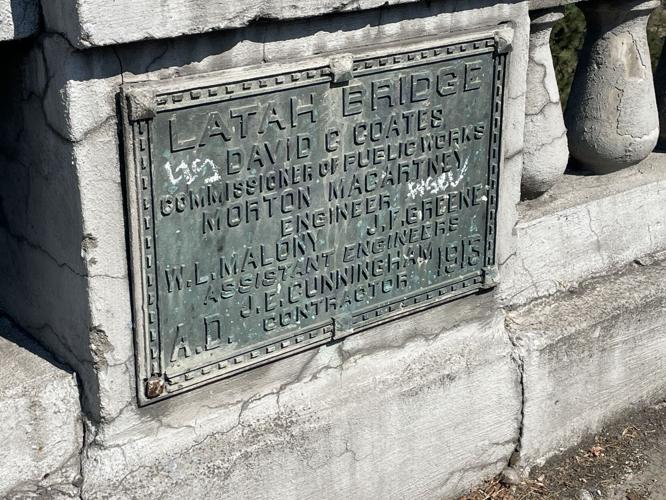 LATAH BRIDGE
DAVID C COATES
COMMISSIONER OF PUBLIC WORKS
MORTON MACARTNEY
ENGINEER
W.L. MALONY J.F. GREENE
ASSISTANT ENGINEERS
J.E. CUNNINGHAM
A.D. CONTRACTOR 1913